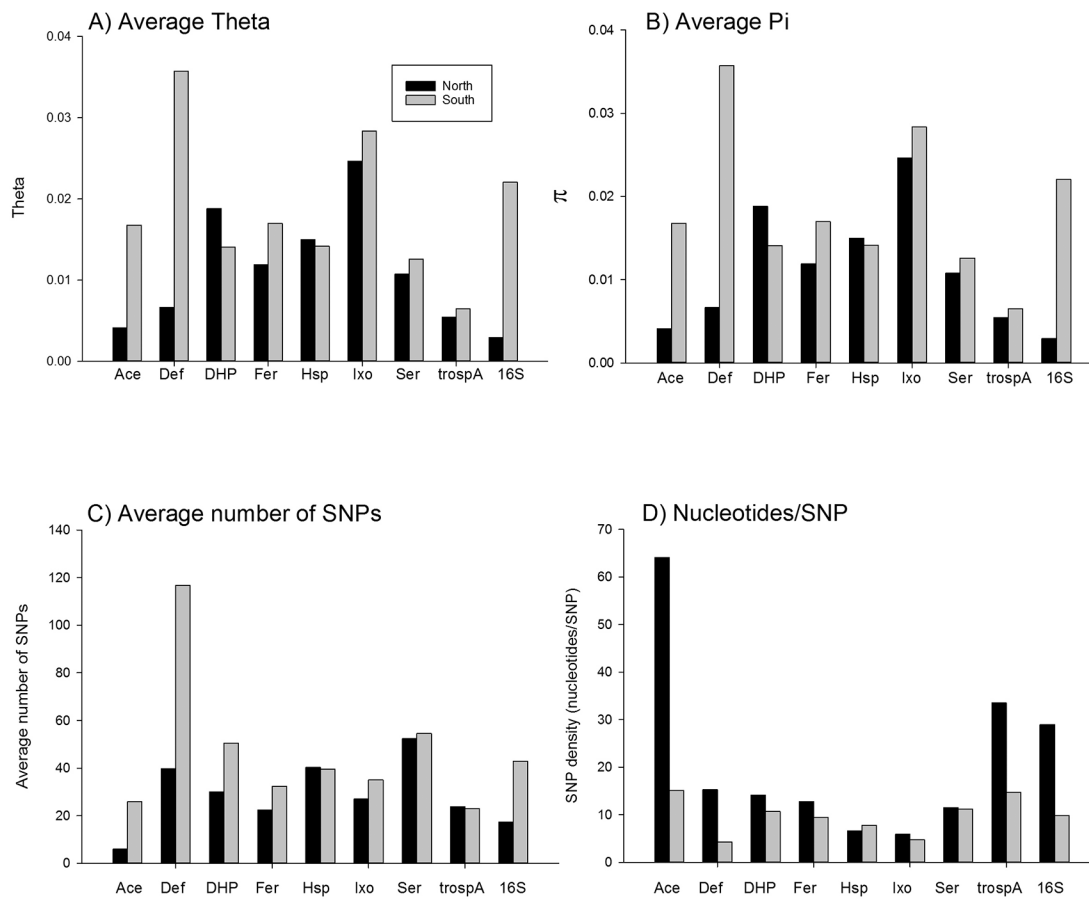 A) Average Theta
0.04
0.03
0.02
0.01
0.00
Theta
North
South
Ace Def DHP Fer Hsp Ixo Ser trospA 16S
B) Average Pi
0.04
0.03
0.02
0.01
0.00
π
Ace Def DHP Fer Hsp Ixo Ser trospA 16S
C) Average number of SNPs
140
120
100
80
60
40
20
0
Average number of SNPs
Ace Def DHP Fer Hsp Ixo Ser trospA 16S
D) Nucleotides/SNP
70
60
50
40
30
20
10
0
SNP density (nucleotides/SNP)
Ace Def DHP Fer Hsp Ixo Ser trospA 16S